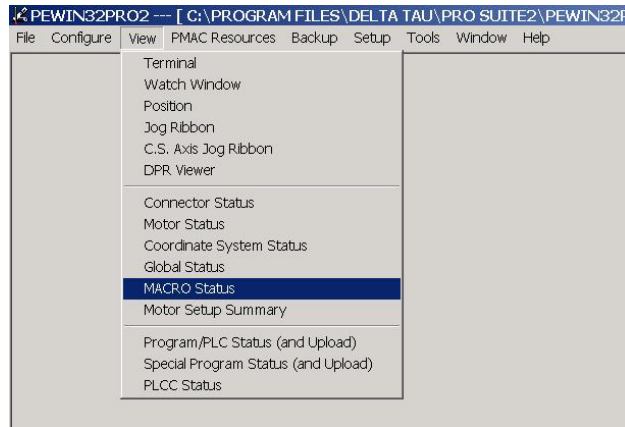 PEWIN32PRO2 --- [ C:\PROGRAM FILES\DELTA TAU\PRO SUITE2\PEWIN32P
File Configure View PMAC Resources Backup Setup Tools Window Help
Terminal
Watch Window
Position
Jog Ribbon
C.S. Axis Jog Ribbon
DPR Viewer
Connector Status
Motor Status
Coordinate System Status
Global Status
MACRO Status
Motor Setup Summary
Program/PLC Status (and Upload)
Special Program Status (and Upload)
PLCC Status